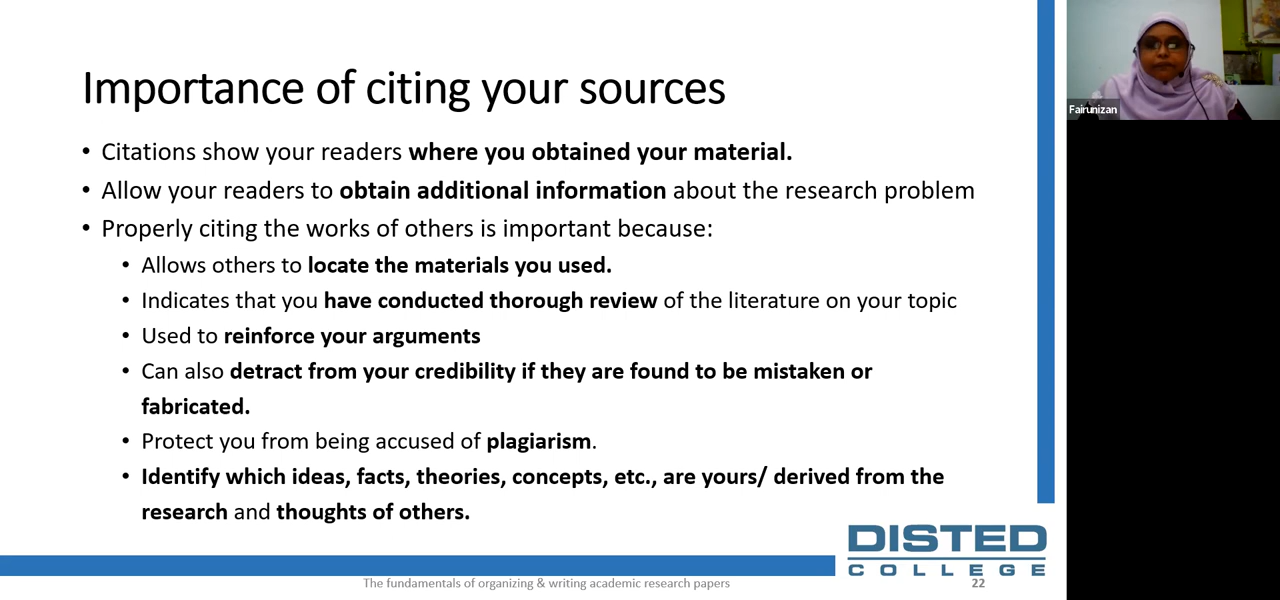 Importance of citing your sources
• Citations show your readers where you obtained your material.
• Allow your readers to obtain additional information about the research problem
• Properly citing the works of others is important because:
• Allows others to locate the materials you used.
• Indicates that you have conducted thorough review of the literature on your topic
• Used to reinforce your arguments
• Can also detract from your credibility if they are found to be mistaken or
fabricated.
• Protect you from being accused of plagiarism.
• Identify which ideas, facts, theories, concepts, etc., are yours/ derived from the
research and thoughts of others.
DISTED
COLLEGE
The fundamentals of organizing & writing academic research papers
22
Fairunizan